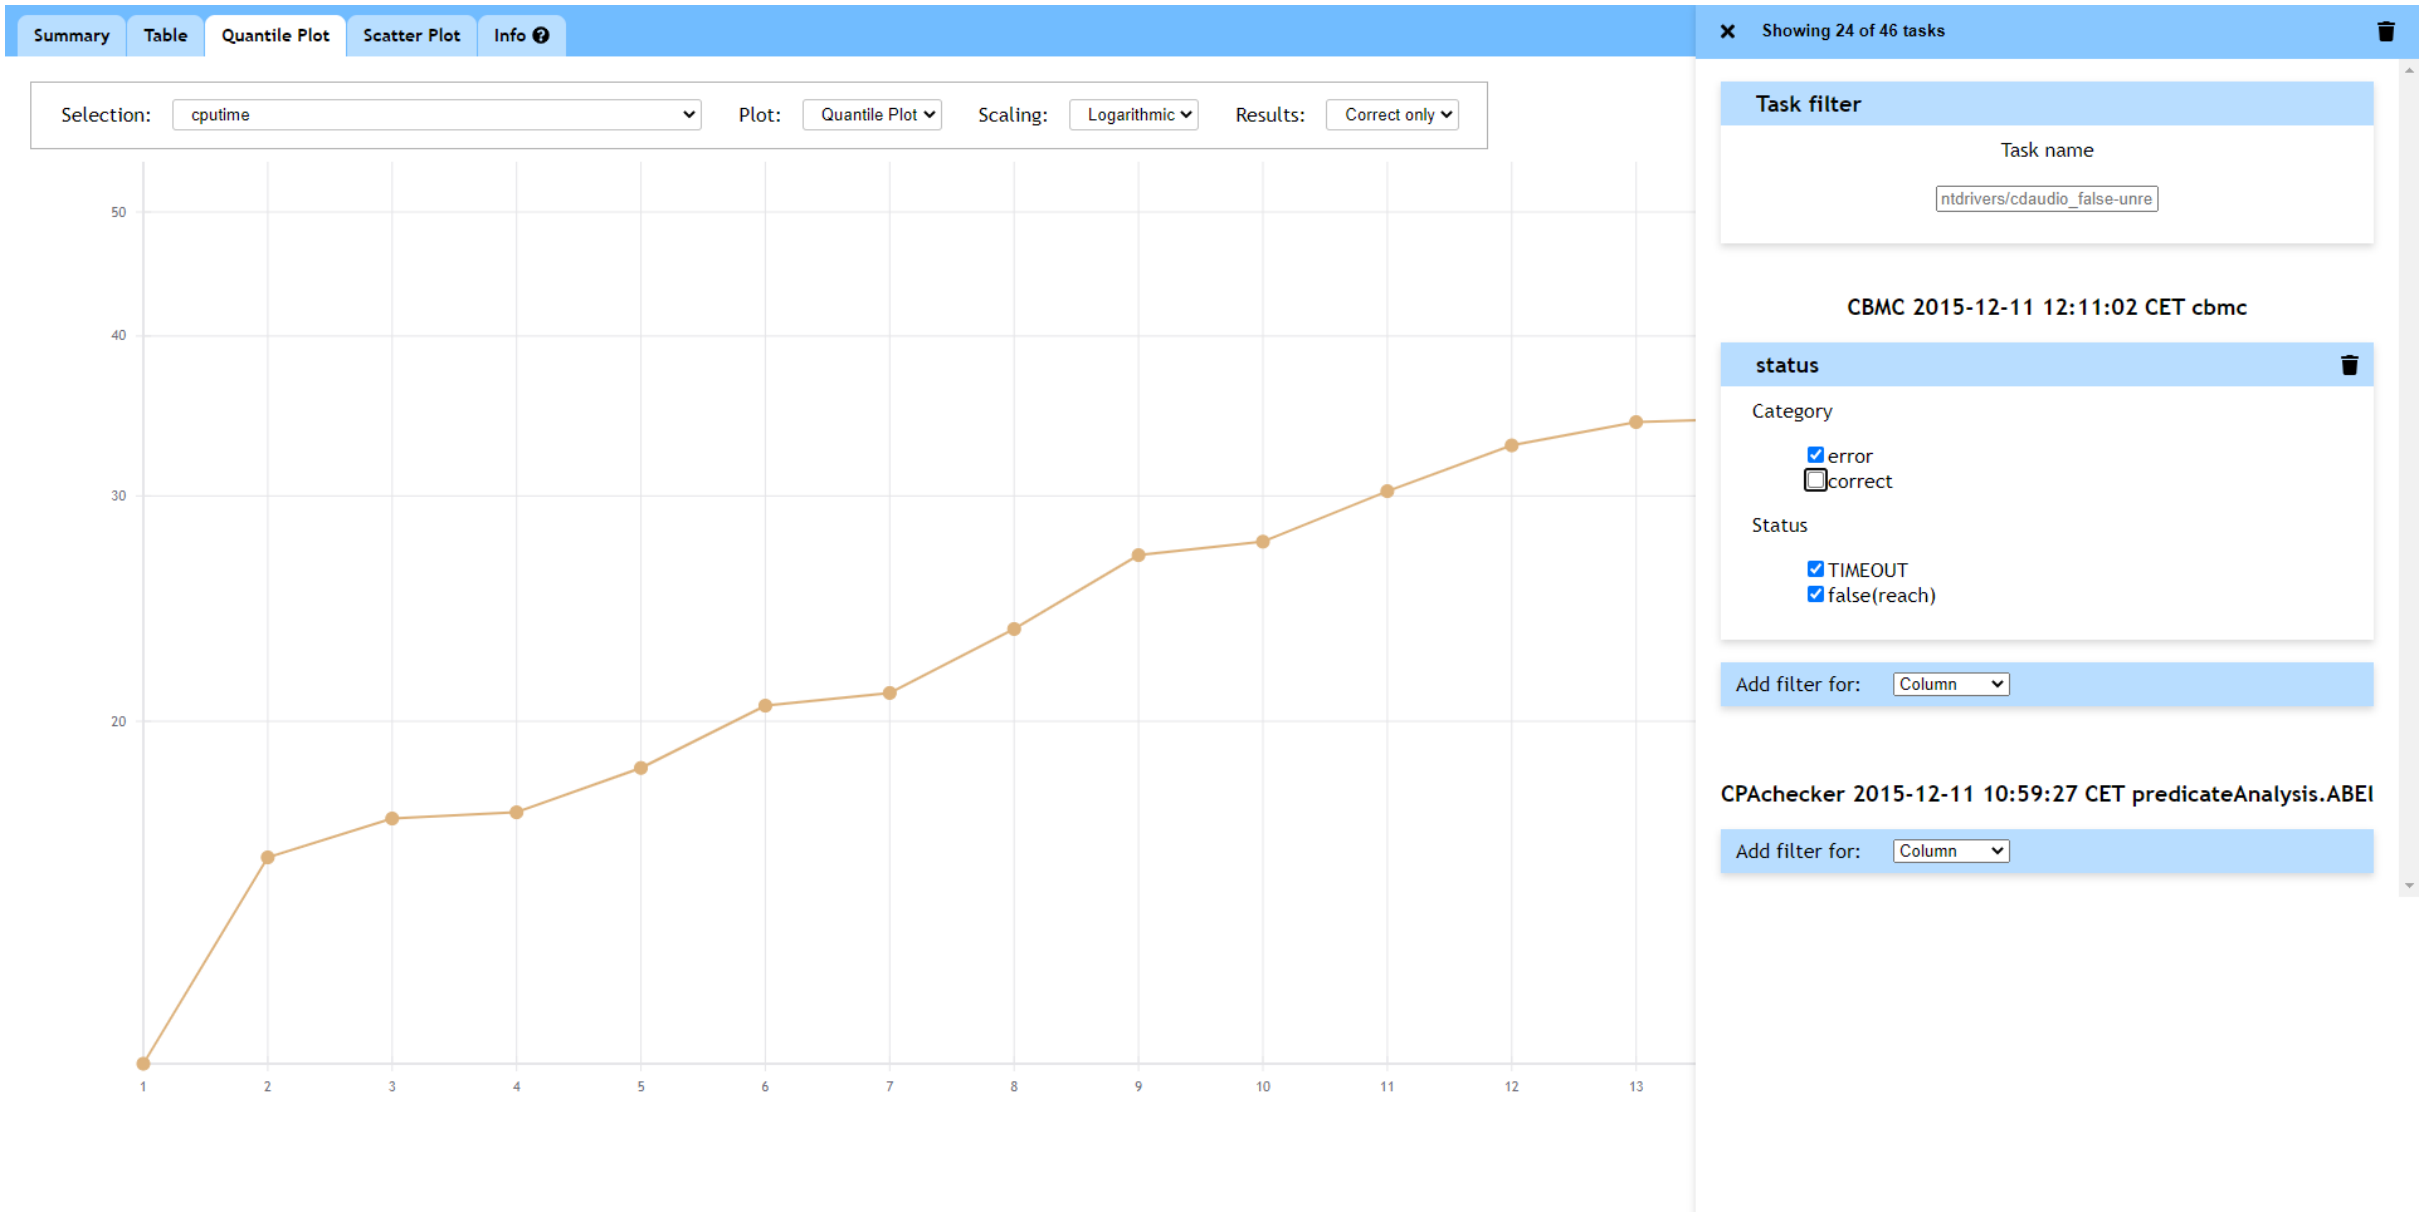 Summary Table Quantile Plot Scatter Plot Info ?
Showing 24 of 46 tasks
Selection: cputime Plot: Quantile Plot Scaling: Logarithmic Results: Correct only
50
40
30
20
1 2 3 4 5 6 7 8 9 10 11 12 13
Task filter
Task name
ntdrivers/cdaudio_false-unre
CBMC 2015-12-11 12:11:02 CET cbmc
status
Category
error
correct
Status
TIMEOUT
false(reach)
Add filter for: Column
CPAchecker 2015-12-11 10:59:27 CET predicateAnalysis.ABEl
Add filter for: Column